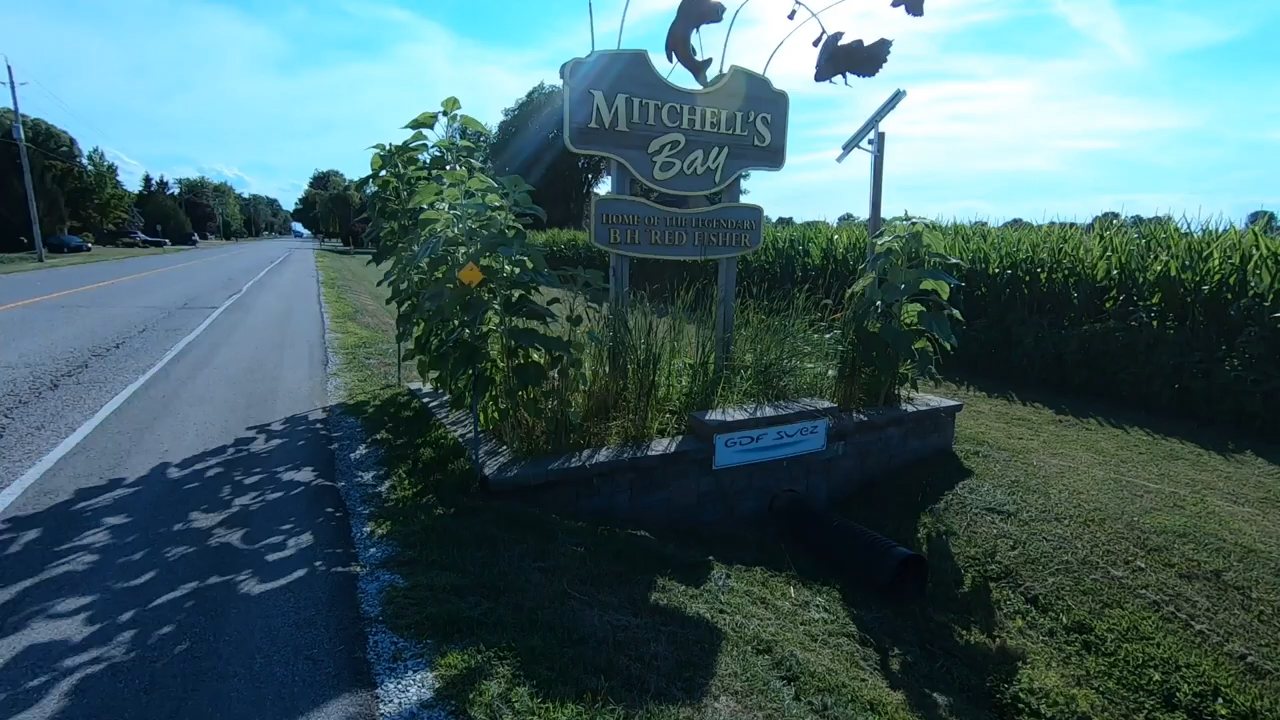 MITCHELL'S
Bay
HOME OF THE LEGENDARY
B.H. "RED" FISHER
GDF SUEZ